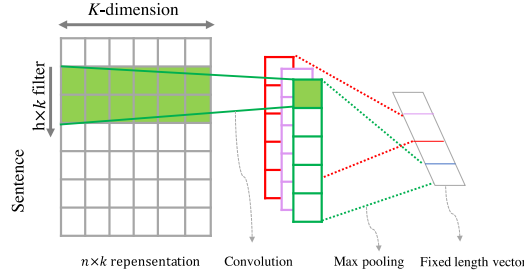 K-dimension
h×k filter
Sentence
n×k repensentation
Convolution
Max pooling
Fixed length vector